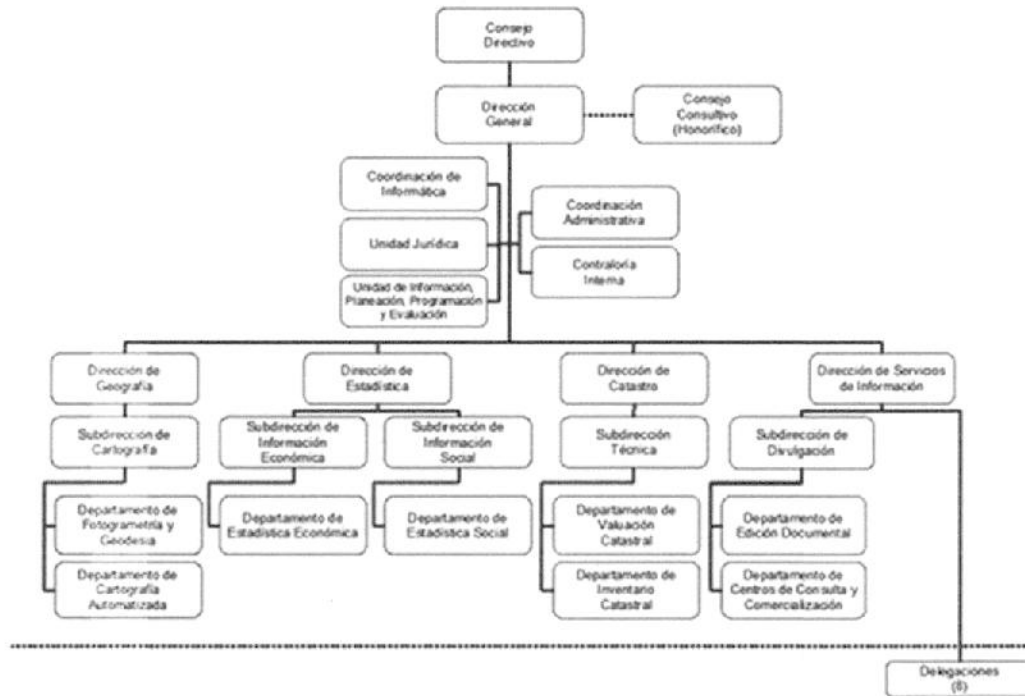 Consejo
Directivo
Dirección
General
Consejo
Consultivo
(Honorífico)
Coordinación de
Informática
Coordinación
Administrativa
Unidad Jurídica
Contraloría
Interna
Unidad de Información,
Planeación, Programación
y Evaluación
Dirección de
Geografía
Dirección de
Estadística
Dirección de
Catastro
Dirección de Servicios
de Información
Subdirección de
Cartografía
Subdirección de
Información
Económica
Subdirección de
Información
Social
Subdirección
Técnica
Subdirección de
Divulgación
Departamento de
Fotogrametría y
Geodesia
Departamento de
Estadística Económica
Departamento de
Estadística Social
Departamento de
Valuación
Catastral
Departamento de
Edición Documental
Departamento de
Cartografía
Automatizada
Departamento de
Inventario
Catastral
Departamento de
Centros de Consulta y
Comercialización
Delegaciones
(8)